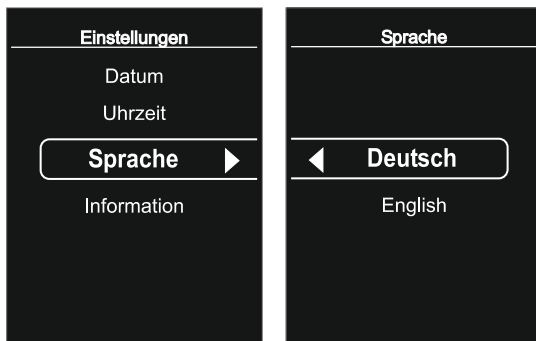 Einstellungen
Datum
Uhrzeit
Sprache
Information
Sprache
Deutsch
English